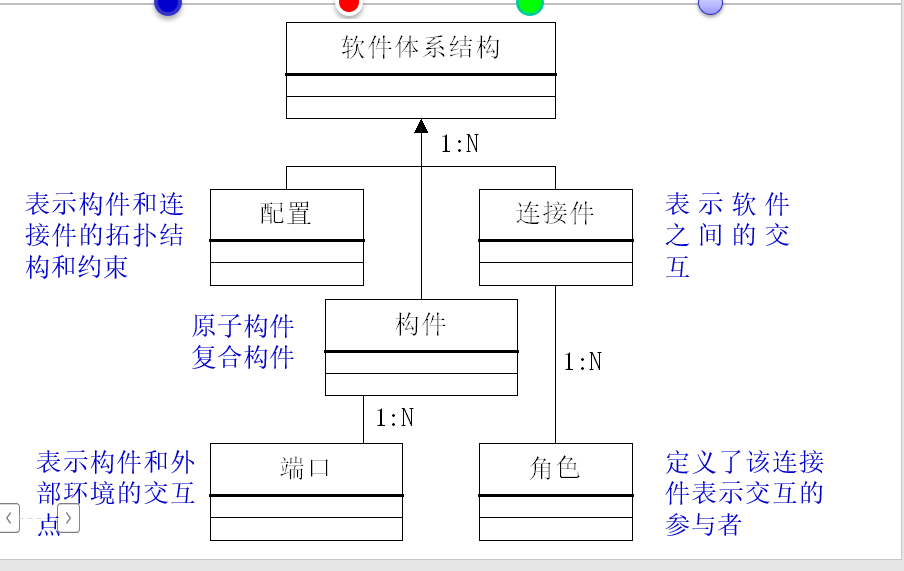 软件体系结构
1:N
表示构件和连
接件的拓扑结
构和约束
配置
连接件
表示软件
之间的交
互
原子构件
复合构件
构件
1:N
1:N
表示构件和外
部环境的交互
点
端口
角色
定义了该连接
件表示交互的
参与者